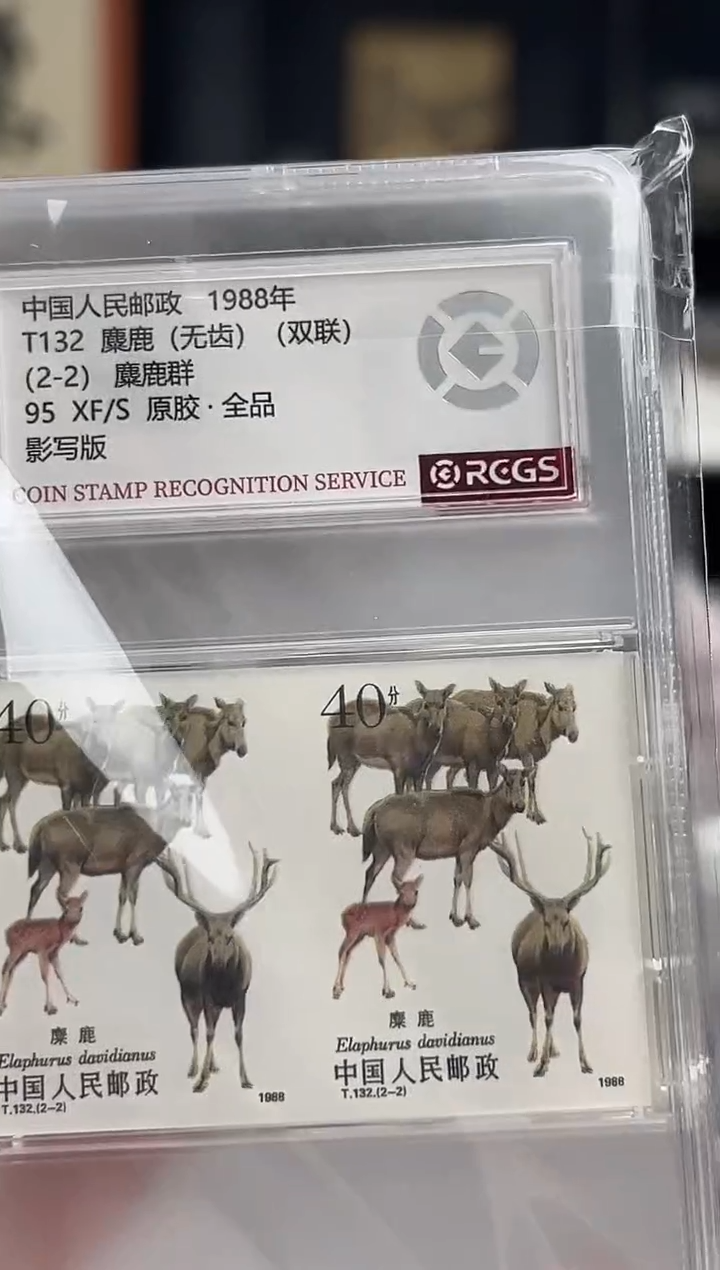 中国人民邮政 1988年
T132 麋鹿（无齿）（双联）
(2-2) 麋鹿群
95 XF/S 原胶·全品
影写版
COIN STAMP RECOGNITION SERVICE
RCGS
40分
40分
麋鹿
Elaphurus davidianus
中国人民邮政
T.132.(2-2)
1988
麋鹿
Elaphurus davidianus
中国人民邮政
T.132.(2-2)
1988